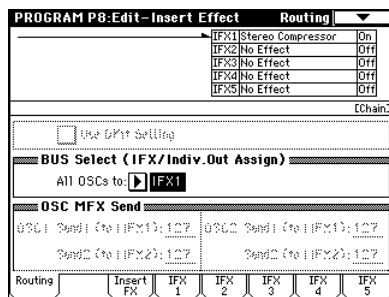 PROGRAM P8:Edit-Insert Effect Routing
IFX1 Stereo Compressor On
IFX2 No Effect Off
IFX3 No Effect Off
IFX4 No Effect Off
IFX5 No Effect Off
[Chain]
Use DKit Setting
BUS Select (IFX/Indiv.Out Assign)
All OSCs to: IFX1
OSC MFX Send
OSC1 Send1 (to MFX1): 127 OSC2 Send1 (to MFX1): 127
Send2 (to MFX2): 127 Send2 (to MFX2): 127
Routing Insert FX IFX 1 IFX 2 IFX 3 IFX 4 IFX 5